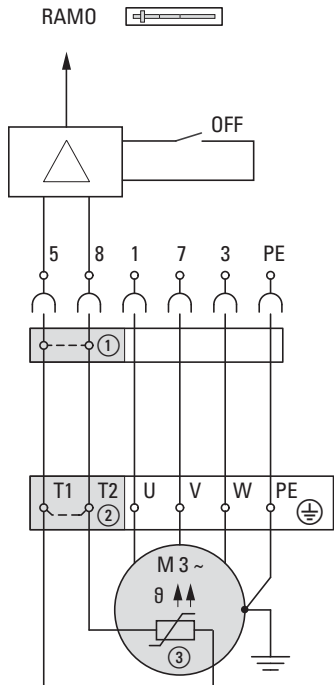 RAMO
OFF
5 8 1 7 3 PE
①
T1 T2 U V W PE
②
M 3 ~
ϑ
③